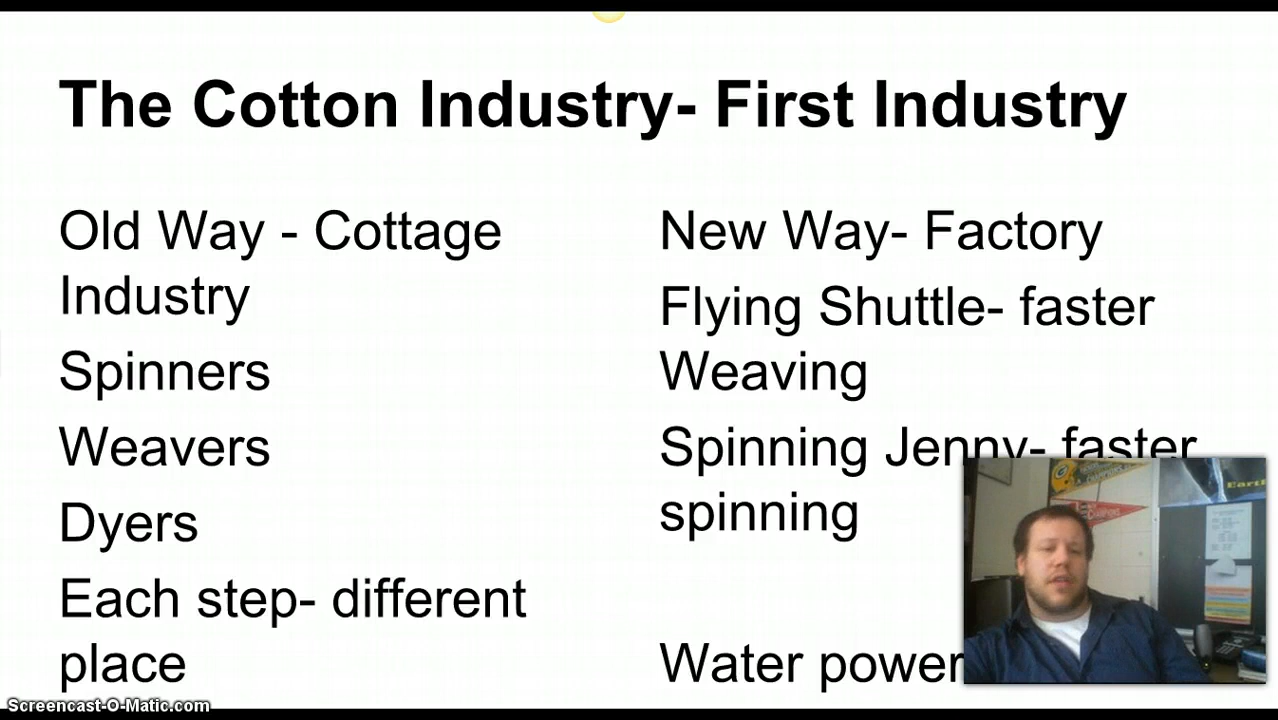 The Cotton Industry- First Industry
Old Way - Cottage
Industry
Spinners
Weavers
Dyers
Each step- different
place
New Way- Factory
Flying Shuttle- faster
Weaving
Spinning Jenny- faster
spinning
Water power
Earth
Screencast-O-Matic.com